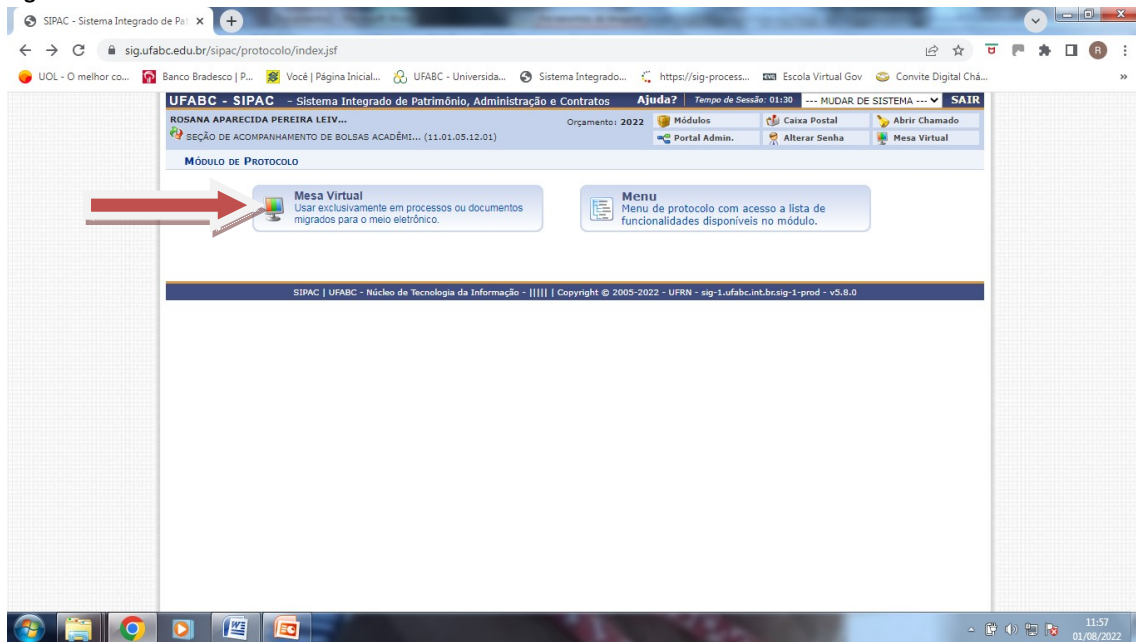 SIPAC - Sistema Integrado de Pat
sig.ufabc.edu.br/sipac/protocolo/index.jsf
UOL - O melhor co... Banco Bradesco | P... Você | Página Inicial... UFABC - Universida... Sistema Integrado... https://sig-process... Escola Virtual Gov Convite Digital Chá... »
UFABC - SIPAC - Sistema Integrado de Patrimônio, Administração e Contratos Ajuda? Tempo de Sessão: 01:30 --- MUDAR DE SISTEMA --- SAIR
ROSANA APARECIDA PEREIRA LEIV... Orçamento: 2022 Módulos Caixa Postal Abrir Chamado
SEÇÃO DE ACOMPANHAMENTO DE BOLSAS ACADÊMI... (11.01.05.12.01) Portal Admin. Alterar Senha Mesa Virtual
MÓDULO DE PROTOCOLO
Mesa Virtual
Usar exclusivamente em processos ou documentos
migrados para o meio eletrônico.
Menu
Menu de protocolo com acesso a lista de
funcionalidades disponíveis no módulo.
SIPAC | UFABC - Núcleo de Tecnologia da Informação - ||||| | Copyright © 2005-2022 - UFRN - sig-1.ufabc.int.br.sig-1-prod - v5.8.0
11:57
01/08/2022